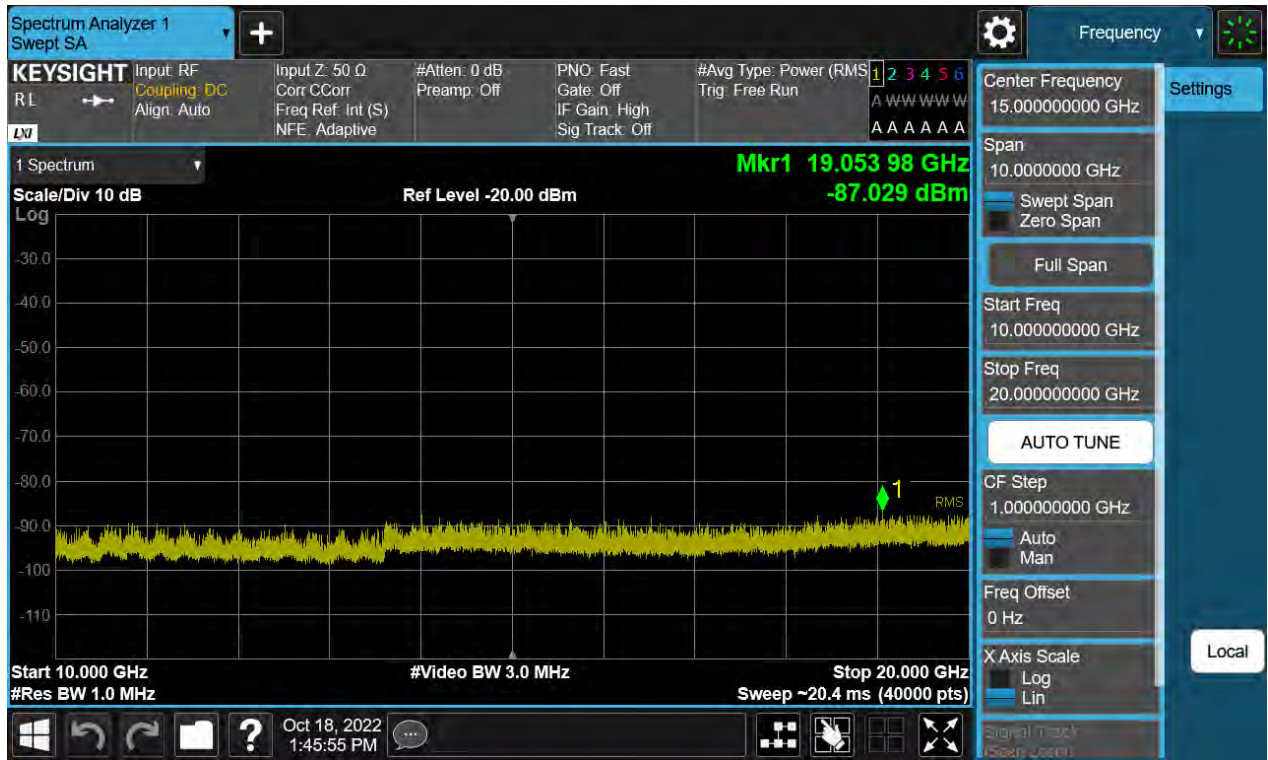 Spectrum Analyzer 1
Swept SA
+
Frequency
KEYSIGHT
RL
LXI
Input: RF
Coupling: DC
Align: Auto
Input Z: 50 Ω
Corr CCorr
Freq Ref: Int (S)
NFE: Adaptive
#Atten: 0 dB
Preamp: Off
PNO: Fast
Gate: Off
IF Gain: High
Sig Track: Off
#Avg Type: Power (RMS
Trig: Free Run
1 2 3 4 5 6
A W W W W W
A A A A A A
1 Spectrum
Scale/Div 10 dB
Ref Level -20.00 dBm
Mkr1 19.053 98 GHz
-87.029 dBm
Log
-30.0
-40.0
-50.0
-60.0
-70.0
-80.0
-90.0
-100
-110
1
RMS
Start 10.000 GHz
#Res BW 1.0 MHz
#Video BW 3.0 MHz
Stop 20.000 GHz
Sweep ~20.4 ms (40000 pts)
Center Frequency
15.000000000 GHz
Span
10.0000000 GHz
Swept Span
Zero Span
Full Span
Start Freq
10.000000000 GHz
Stop Freq
20.000000000 GHz
AUTO TUNE
CF Step
1.000000000 GHz
Auto
Man
Freq Offset
0 Hz
X Axis Scale
Log
Lin
Signal Track
(Span Zoom)
Settings
Local
?
Oct 18, 2022
1:45:55 PM